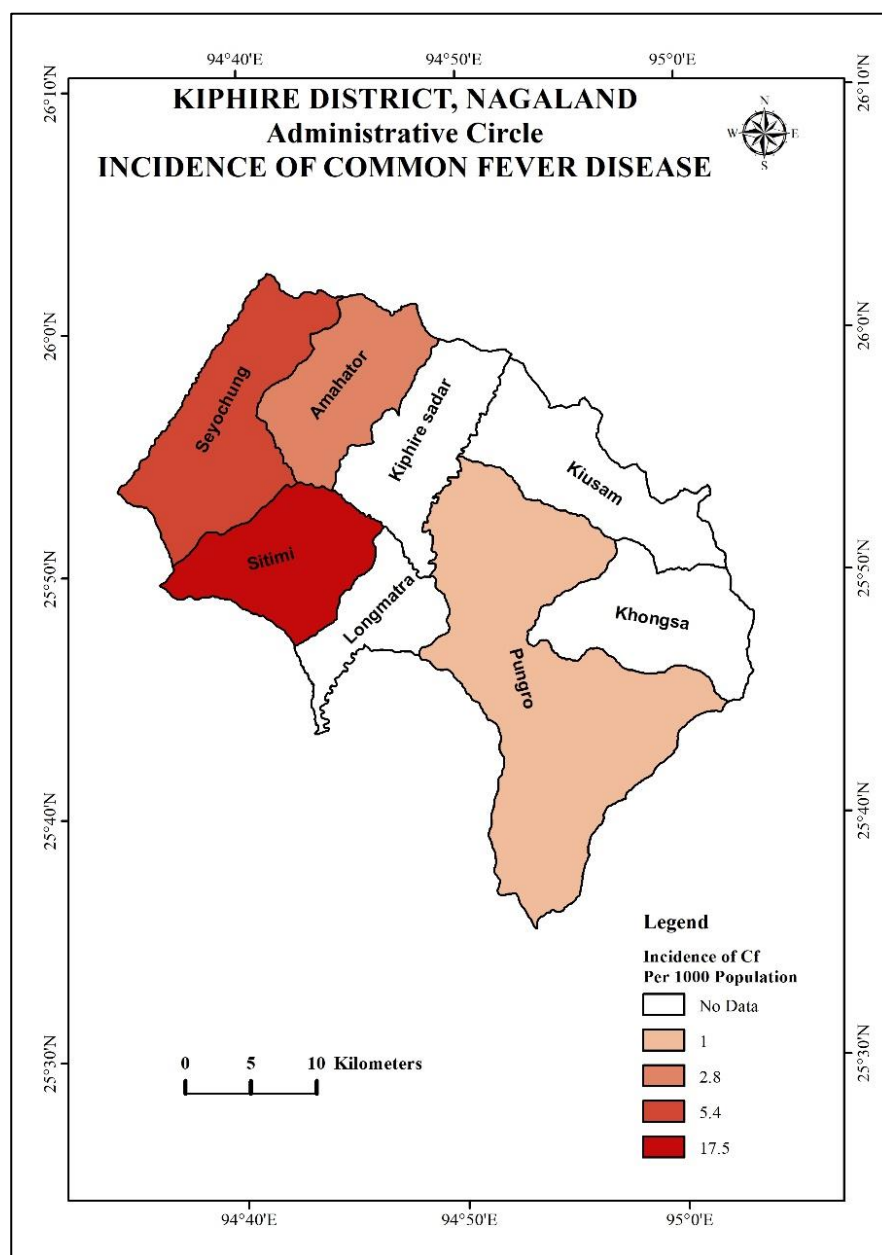 94°40'E 94°50'E 95°0'E
KIPHIRE DISTRICT, NAGALAND
Administrative Circle
INCIDENCE OF COMMON FEVER DISEASE
N
W E
S
26°10'N
26°10'N
26°0'N
26°0'N
25°50'N
25°50'N
25°40'N
25°40'N
25°30'N
25°30'N
Seyochung
Amahator
Kiphire sadar
Kiusam
Sitimi
Longmatra
Khongsa
Pungro
Legend
Incidence of Cf
Per 1000 Population
No Data
1
2.8
5.4
17.5
0 5 10 Kilometers
94°40'E 94°50'E 95°0'E